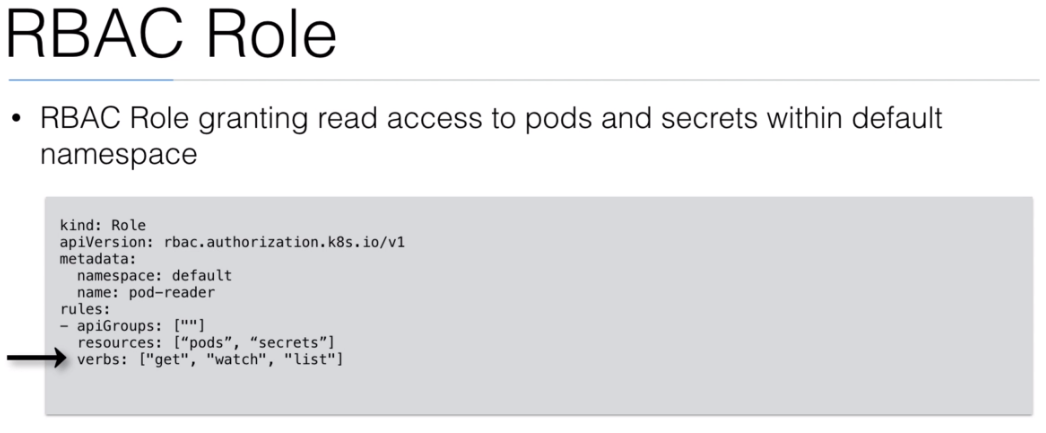 RBAC Role
• RBAC Role granting read access to pods and secrets within default
namespace
kind: Role
apiVersion: rbac.authorization.k8s.io/v1
metadata:
  namespace: default
  name: pod-reader
rules:
- apiGroups: [""]
  resources: [“pods”, “secrets”]
  verbs: ["get", "watch", "list"]